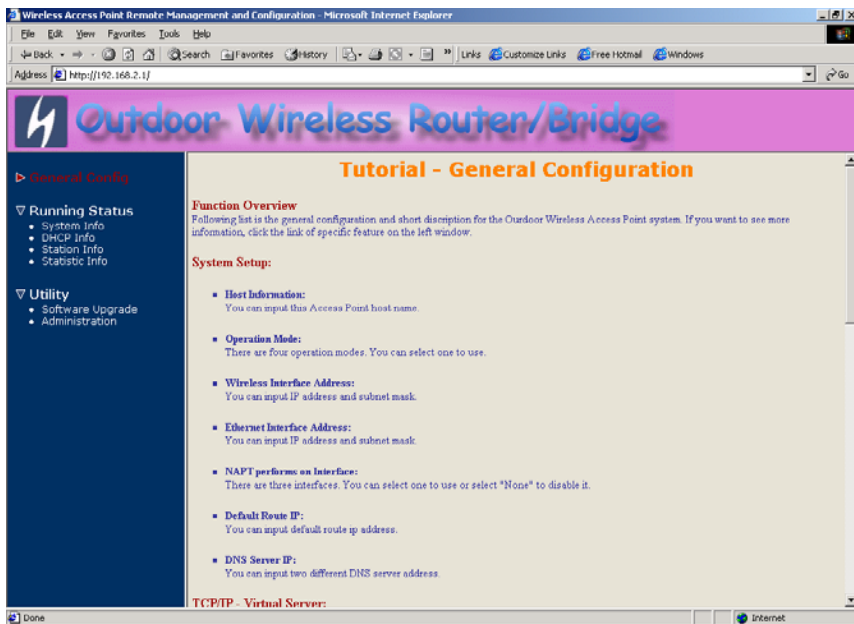 Wireless Access Point Remote Management and Configuration - Microsoft Internet Explorer
File Edit View Favorites Tools Help
Back Search Favorites History Links Customize Links Free Hotmail Windows
Address http://192.168.2.1/ Go
Outdoor Wireless Router/Bridge
General Config
Running Status
System Info
DHCP Info
Station Info
Statistic Info
Utility
Software Upgrade
Administration
Tutorial - General Configuration
Function Overview
Following list is the general configuration and short discription for the Ourdoor Wireless Access Point system. If you want to see more
information, click the link of specific feature on the left window.
System Setup:
Host Information:
You can input this Access Point host name.
Operation Mode:
There are four operation modes. You can select one to use.
Wireless Interface Address:
You can input IP address and subnet mask.
Ethernet Interface Address:
You can input IP address and subnet mask.
NAPT performs on Interface:
There are three interfaces. You can select one to use or select "None" to disable it.
Default Route IP:
You can input default route ip address.
DNS Server IP:
You can input two different DNS server address.
TCP/IP - Virtual Server:
Done
Internet